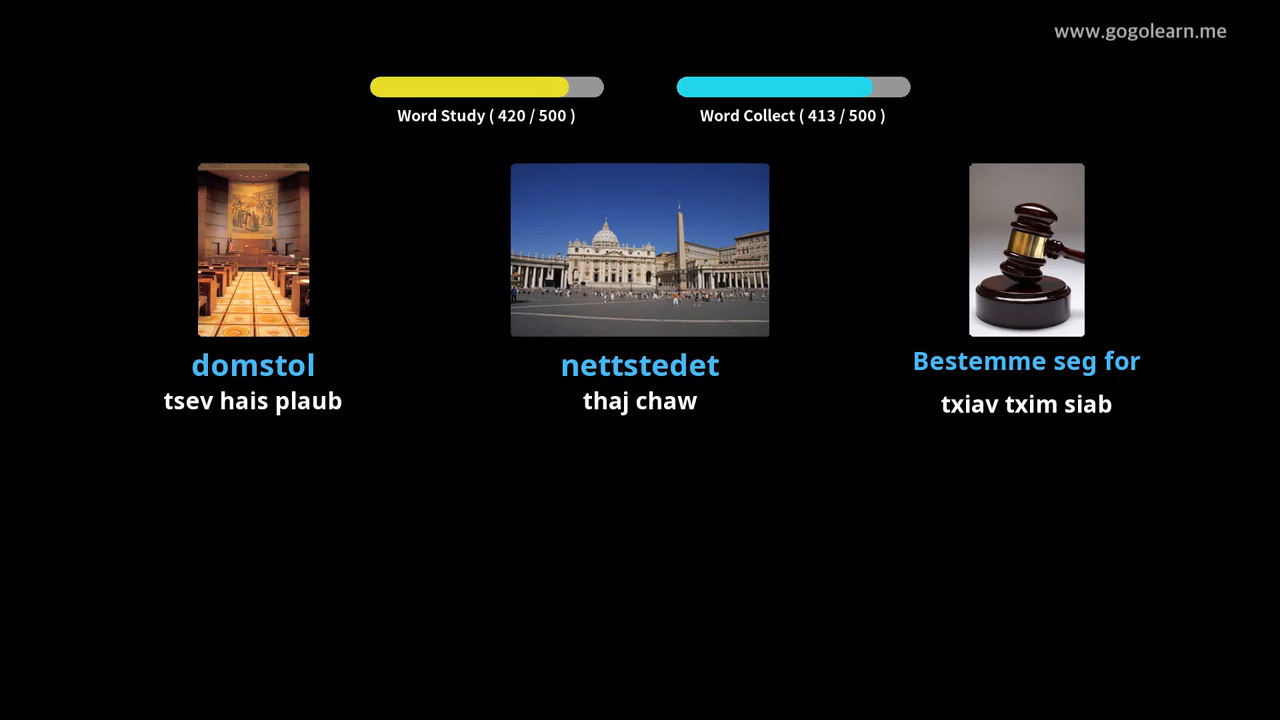 www.gogolearn.me
Word Study ( 420 / 500 )
Word Collect ( 413 / 500 )
domstol
nettstedet
Bestemme seg for
tsev hais plaub
thaj chaw
txiav txim siab